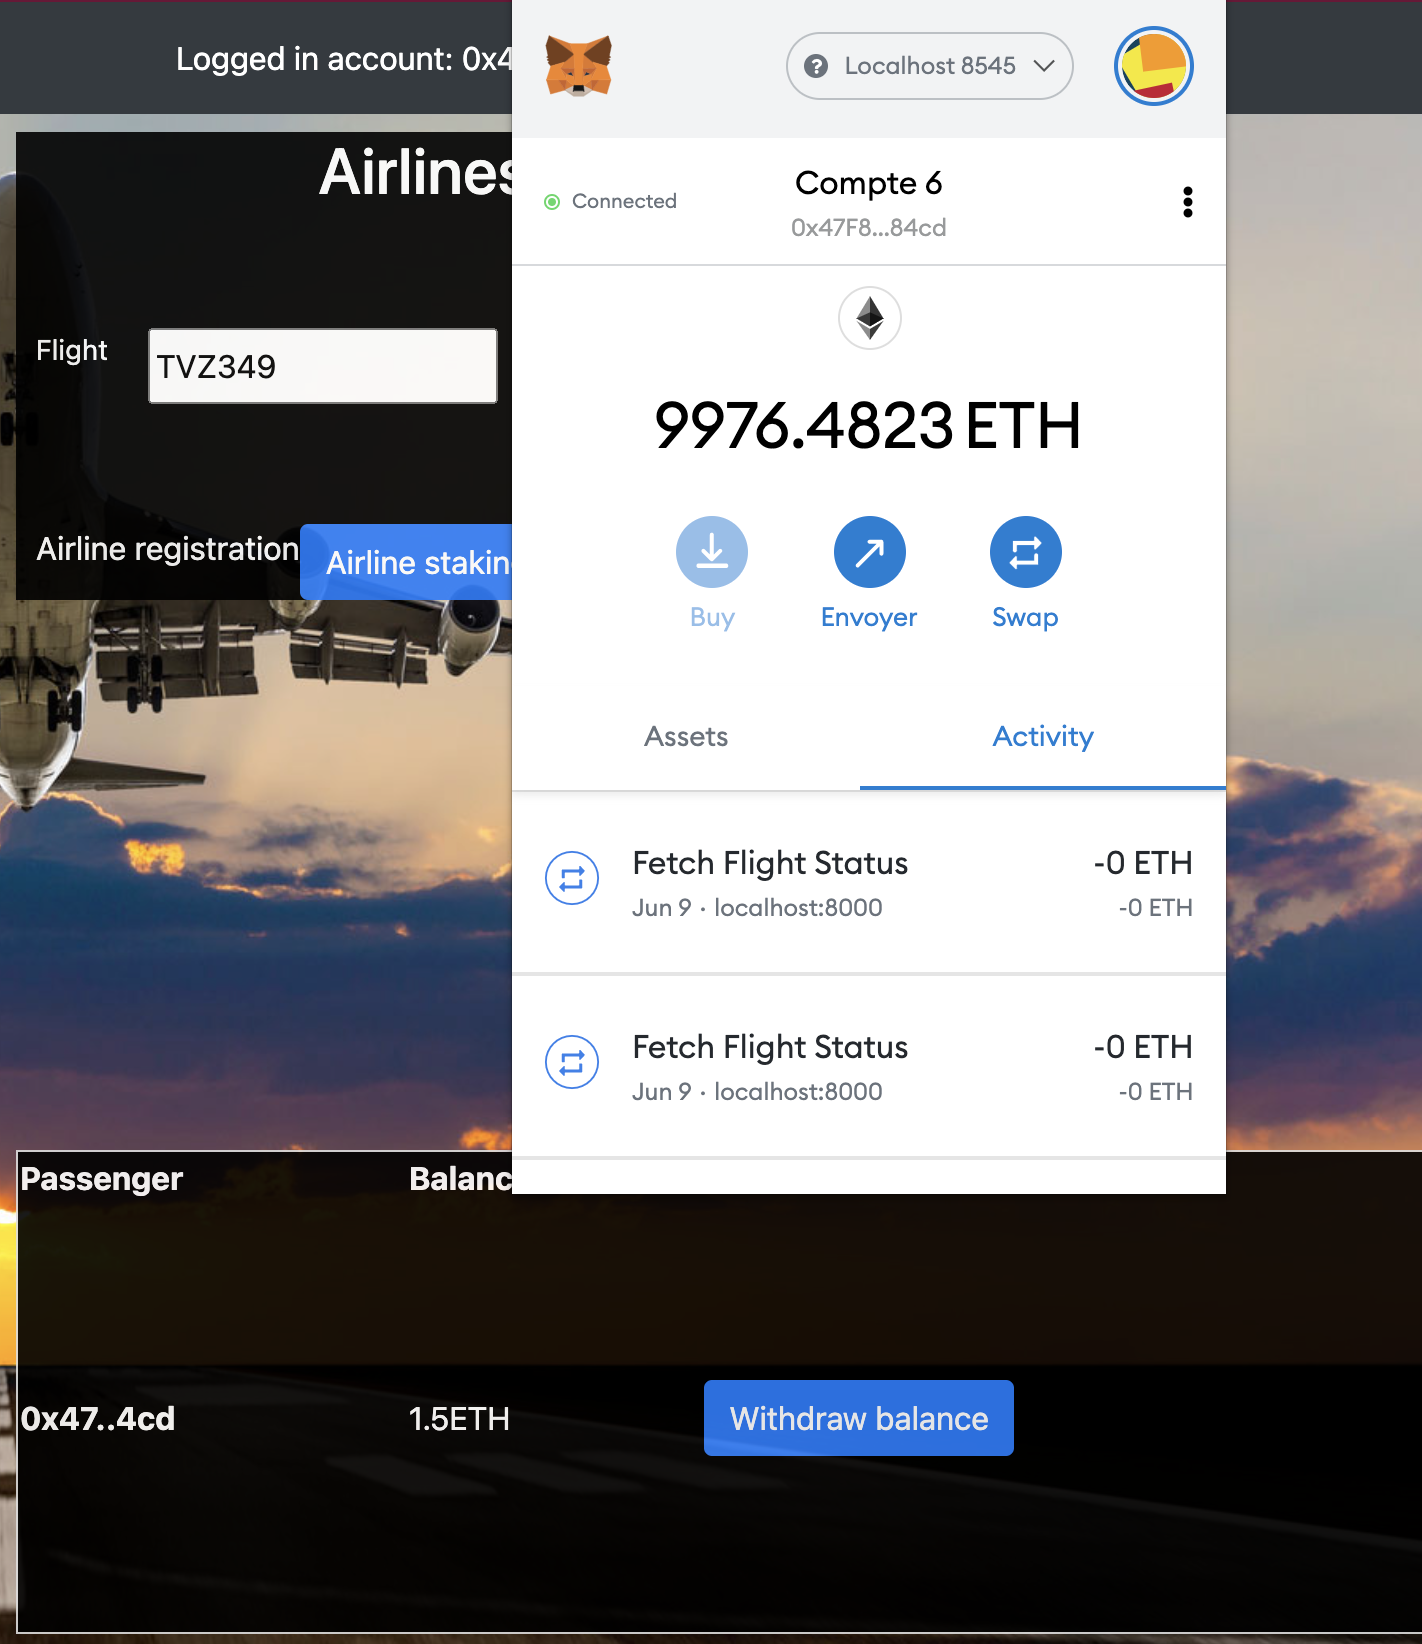 Logged in account: 0x4
Localhost 8545
Airlines
Connected
Compte 6
0x47F8...84cd
Flight
TVZ349
9976.4823 ETH
Airline registration
Airline stakin
Buy
Envoyer
Swap
Assets
Activity
Fetch Flight Status
-0 ETH
Jun 9 · localhost:8000
-0 ETH
Fetch Flight Status
-0 ETH
Jun 9 · localhost:8000
-0 ETH
Passenger
Balanc
0x47..4cd
1.5ETH
Withdraw balance